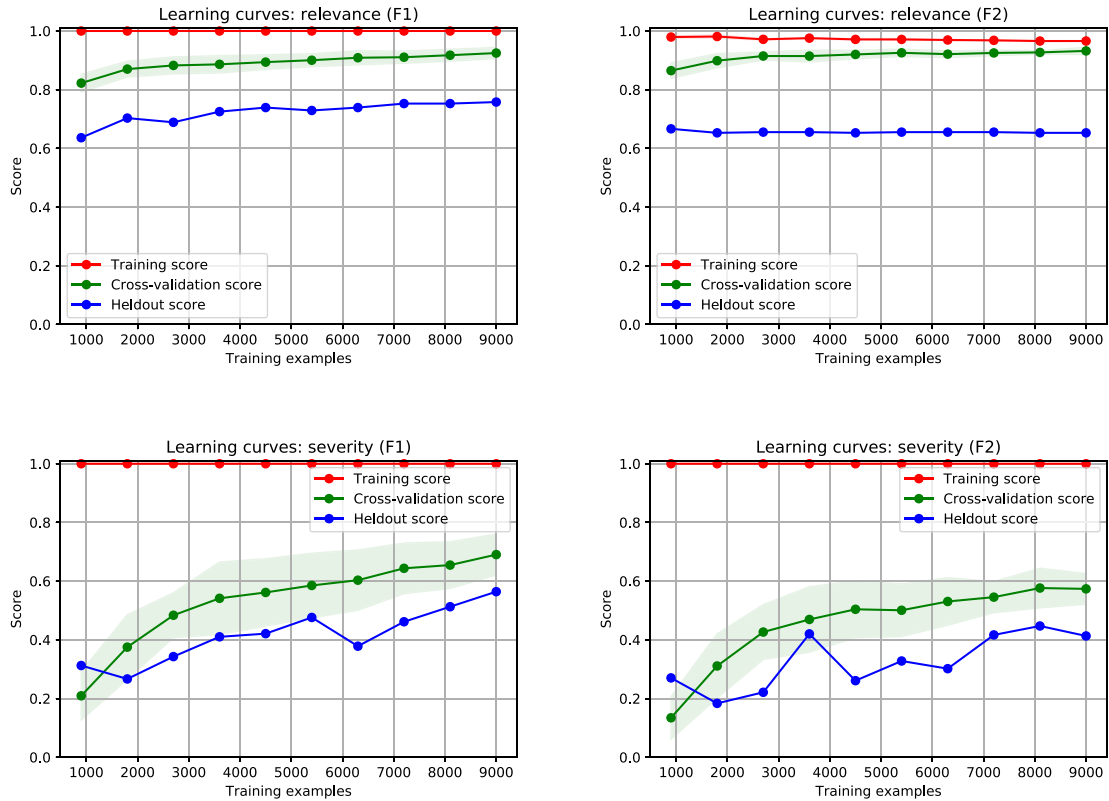 Learning curves: relevance (F1)
1.0
0.8
0.6
0.4
0.2
0.0
Score
Training score
Cross-validation score
Heldout score
1000 2000 3000 4000 5000 6000 7000 8000 9000
Training examples
Learning curves: relevance (F2)
1.0
0.8
0.6
0.4
0.2
0.0
Score
Training score
Cross-validation score
Heldout score
1000 2000 3000 4000 5000 6000 7000 8000 9000
Training examples
Learning curves: severity (F1)
1.0
0.8
0.6
0.4
0.2
0.0
Score
Training score
Cross-validation score
Heldout score
1000 2000 3000 4000 5000 6000 7000 8000 9000
Training examples
Learning curves: severity (F2)
1.0
0.8
0.6
0.4
0.2
0.0
Score
Training score
Cross-validation score
Heldout score
1000 2000 3000 4000 5000 6000 7000 8000 9000
Training examples